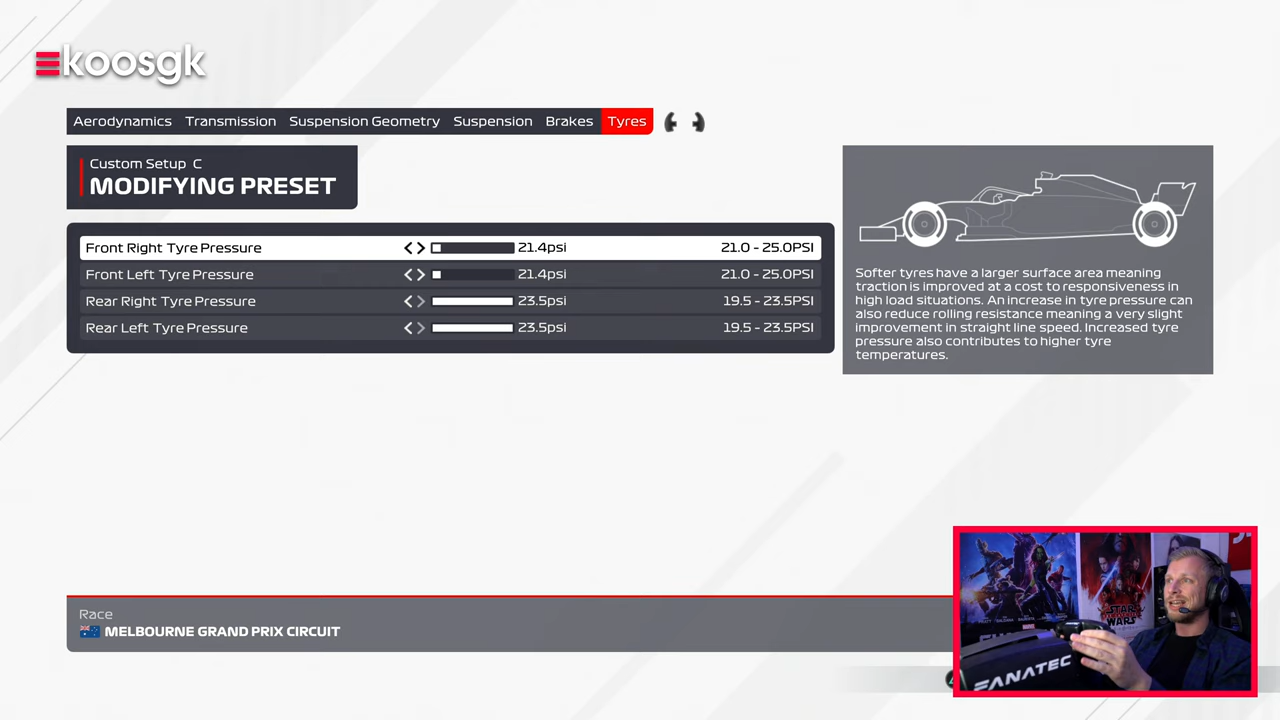 koosgk
Aerodynamics Transmission Suspension Geometry Suspension Brakes Tyres
Custom Setup C
MODIFYING PRESET
Front Right Tyre Pressure 21.4psi 21.0 - 25.0PSI
Front Left Tyre Pressure 21.4psi 21.0 - 25.0PSI
Rear Right Tyre Pressure 23.5psi 19.5 - 23.5PSI
Rear Left Tyre Pressure 23.5psi 19.5 - 23.5PSI
Softer tyres have a larger surface area meaning
traction is improved at a cost to responsiveness in
high load situations. An increase in tyre pressure can
also reduce rolling resistance meaning a very slight
improvement in straight line speed. Increased tyre
pressure also contributes to higher tyre
temperatures.
Race
MELBOURNE GRAND PRIX CIRCUIT
STAR
WARS
FANATEC